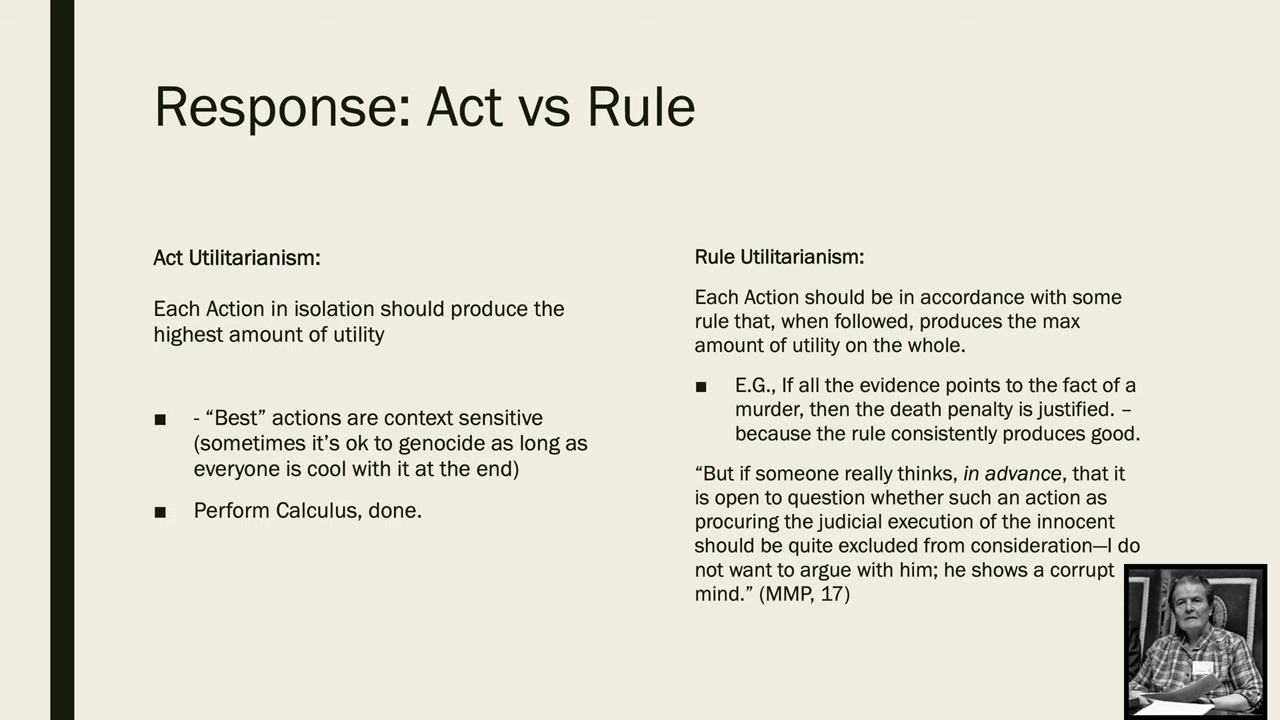 Response: Act vs Rule
Act Utilitarianism:
Each Action in isolation should produce the
highest amount of utility
■ - “Best” actions are context sensitive
(sometimes it’s ok to genocide as long as
everyone is cool with it at the end)
■ Perform Calculus, done.
Rule Utilitarianism:
Each Action should be in accordance with some
rule that, when followed, produces the max
amount of utility on the whole.
■ E.G., If all the evidence points to the fact of a
murder, then the death penalty is justified. –
because the rule consistently produces good.
“But if someone really thinks, in advance, that it
is open to question whether such an action as
procuring the judicial execution of the innocent
should be quite excluded from consideration—I do
not want to argue with him; he shows a corrupt
mind.” (MMP, 17)